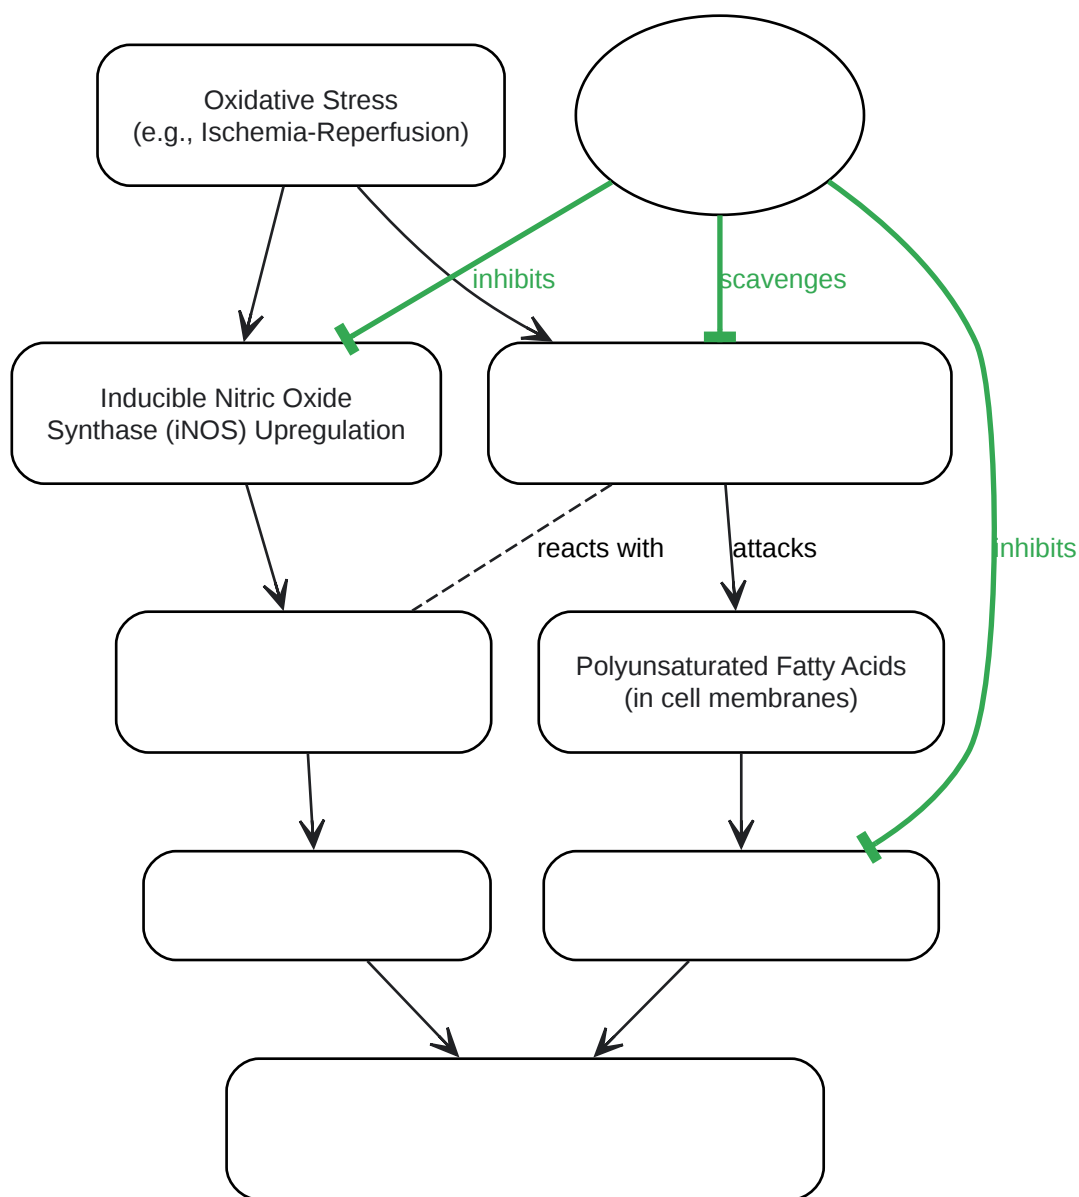 Oxidative Stress
(e.g., Ischemia-Reperfusion)
inhibits
scavenges
Inducible Nitric Oxide
Synthase (iNOS) Upregulation
reacts with
attacks
inhibits
Polyunsaturated Fatty Acids
(in cell membranes)